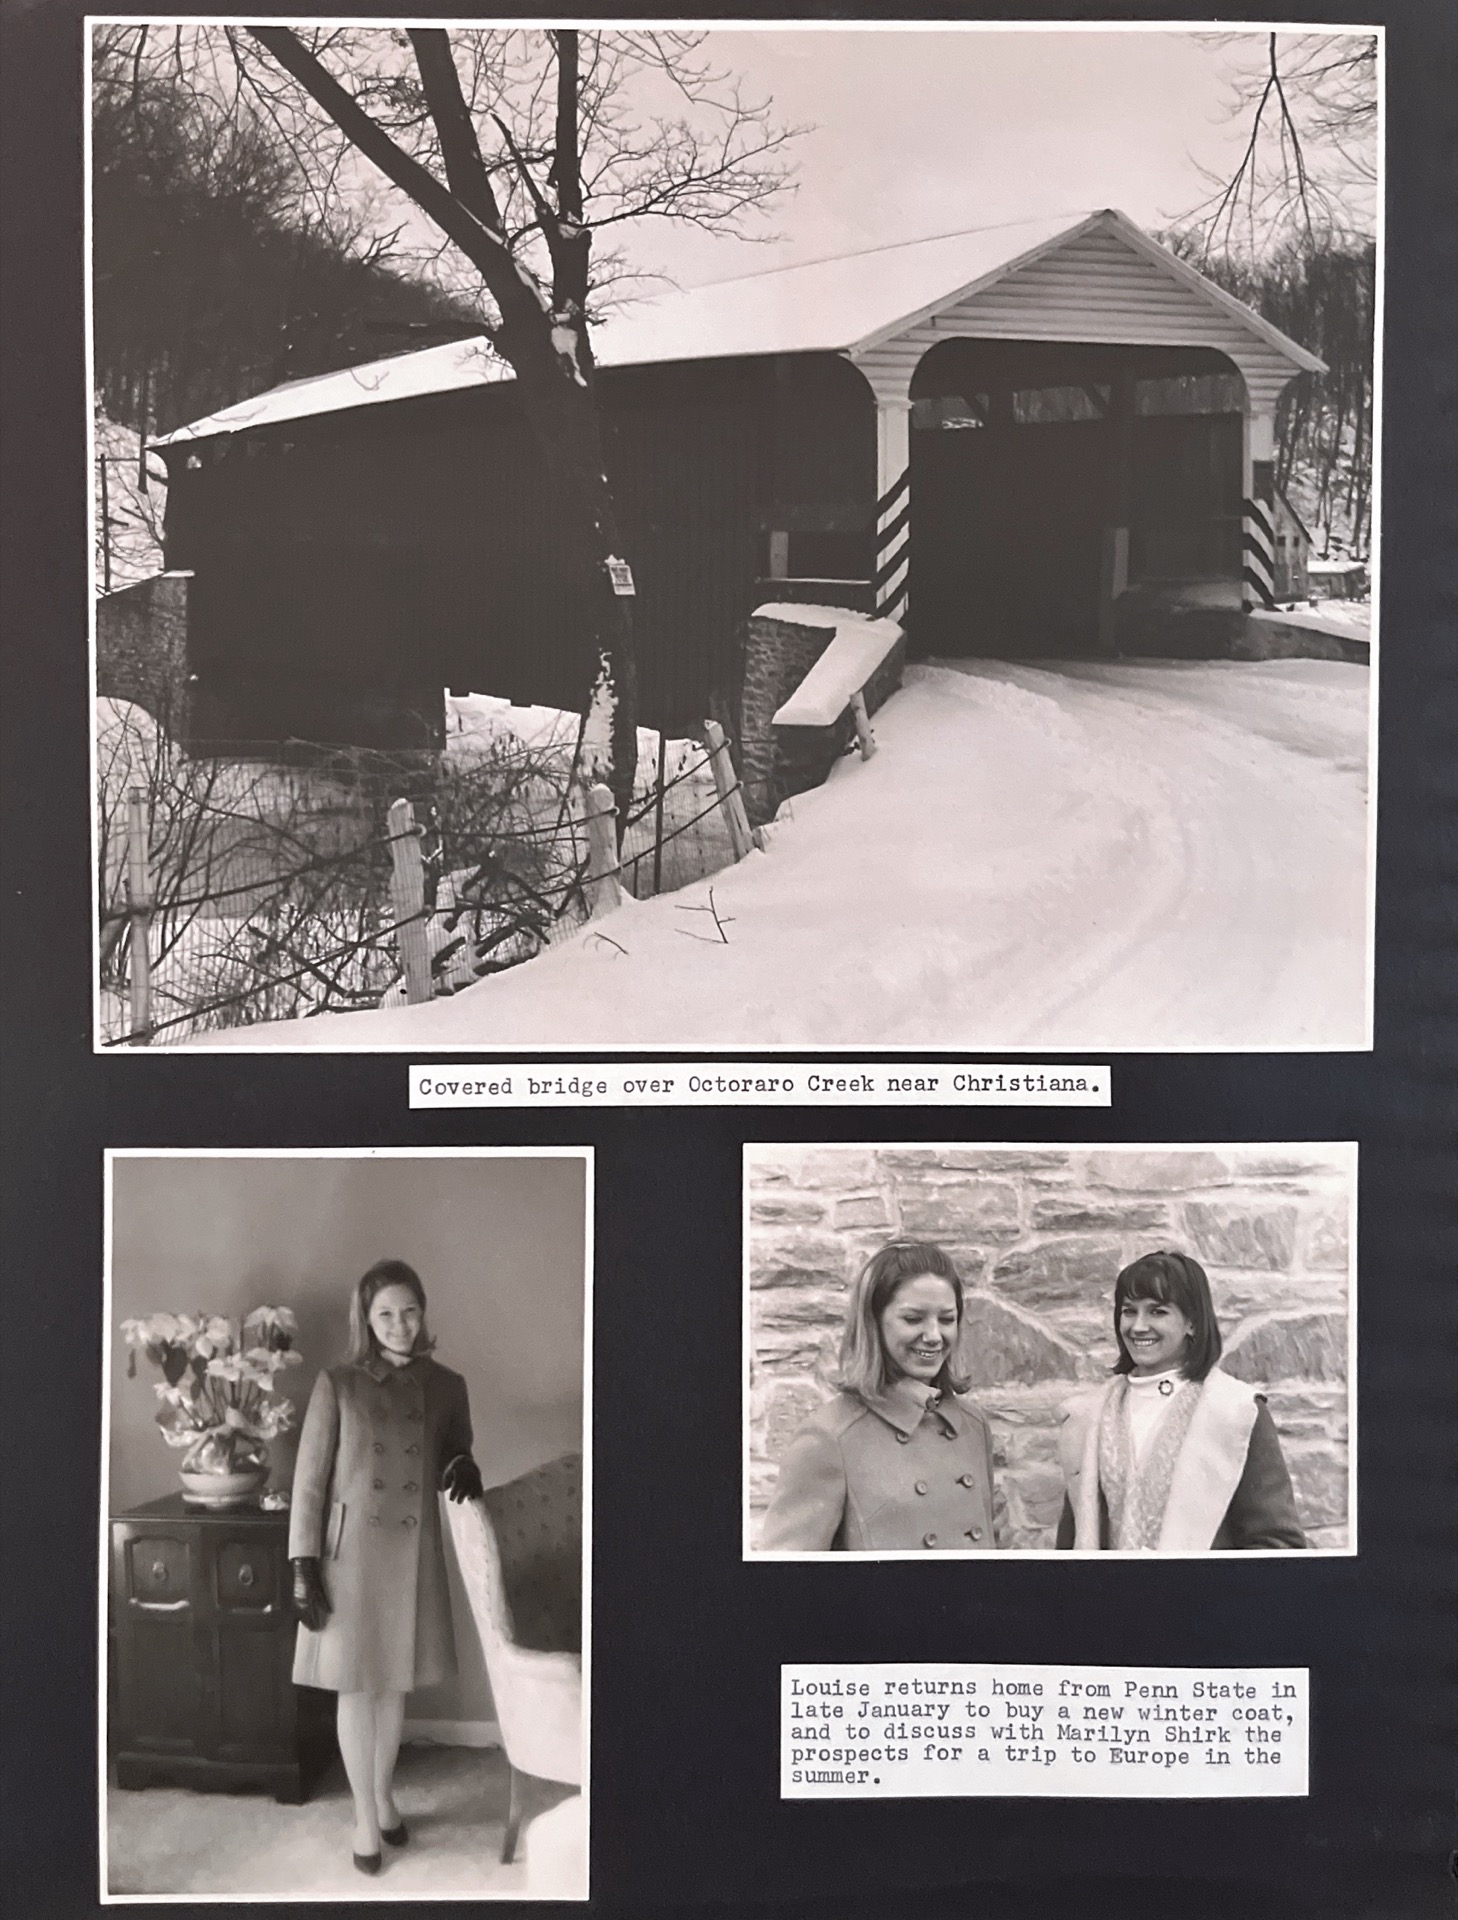 Covered bridge over Octoraro Creek near Christiana.
Louise returns home from Penn State in
late January to buy a new winter coat,
and to discuss with Marilyn Shirk the
prospects for a trip to Europe in the
summer.